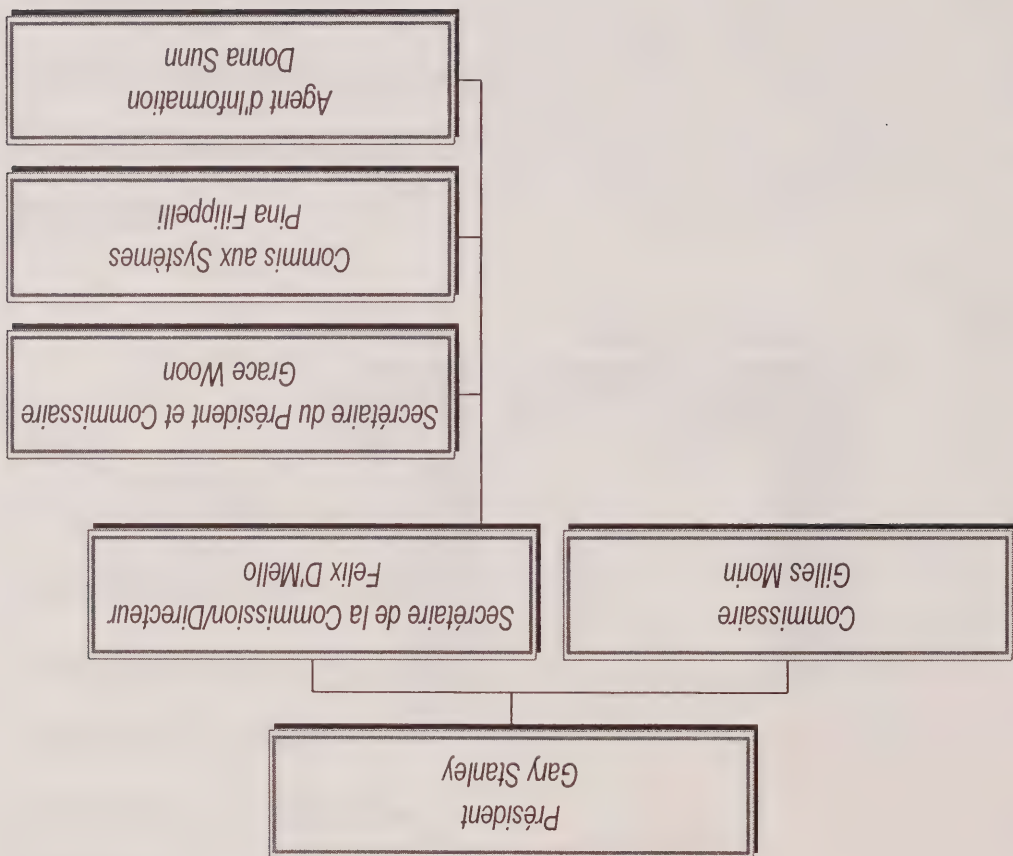 Président
Gary Stanley
Commissaire
Gilles Morin
Secrétaire de la Commission/Directeur
Felix D'Mello
Secrétaire du Président et Commissaire
Grace Woon
Commis aux Systèmes
Pina Filippelli
Agent d'Information
Donna Sunn